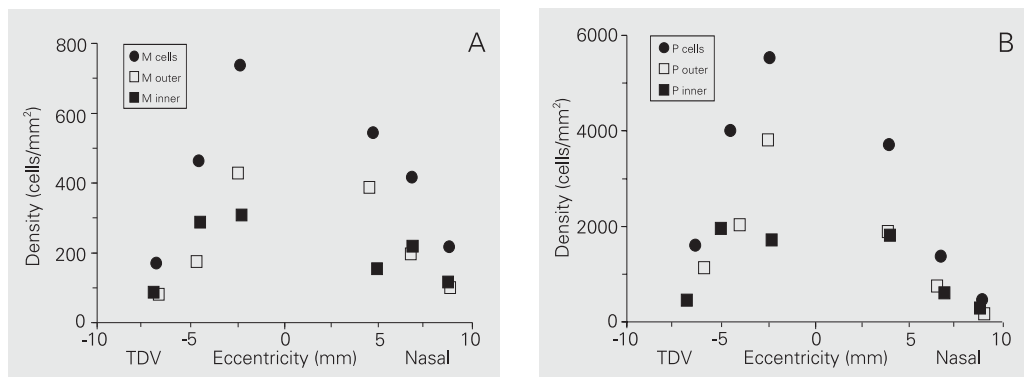 A
M cells
M outer
M inner
Density (cells/mm²)
800
600
400
200
0
-10 -5 0 5 10
TDV Eccentricity (mm) Nasal
B
P cells
P outer
P inner
Density (cells/mm²)
6000
4000
2000
0
-10 -5 0 5 10
TDV Eccentricity (mm) Nasal